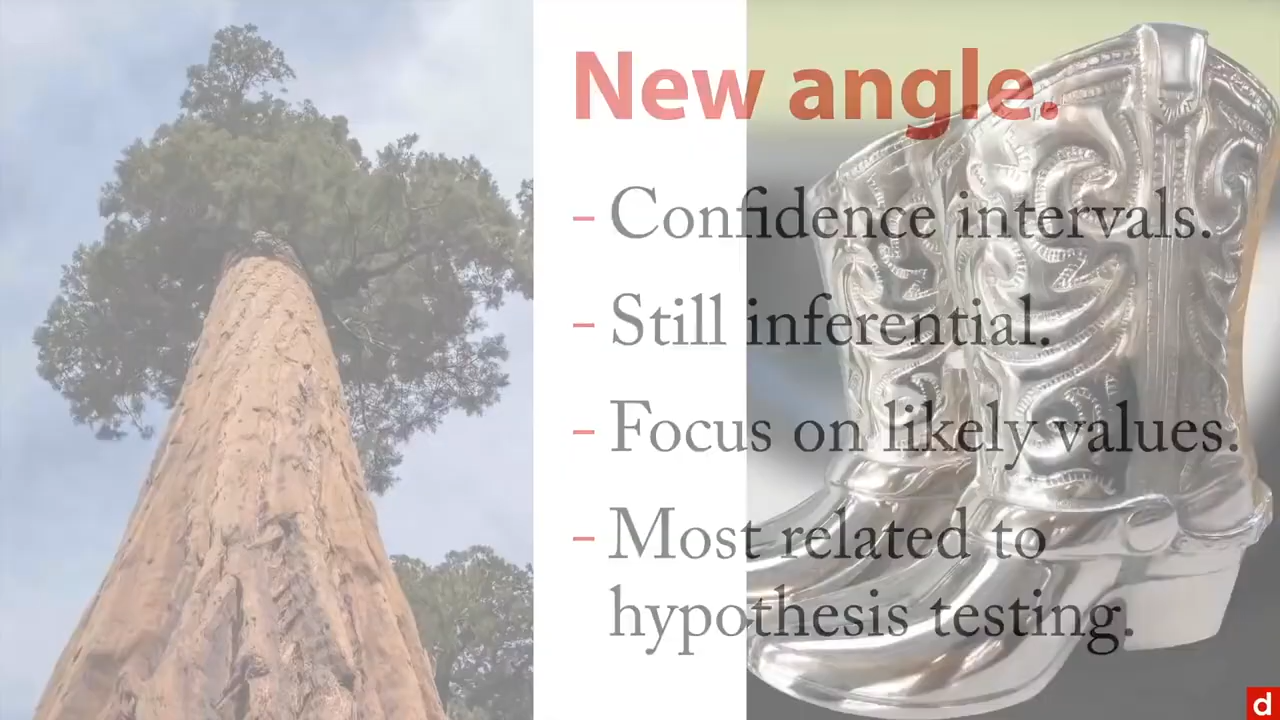 New angle.
– Confidence intervals.
– Still inferential.
– Focus on likely values.
– Most related to
hypothesis testing.
d